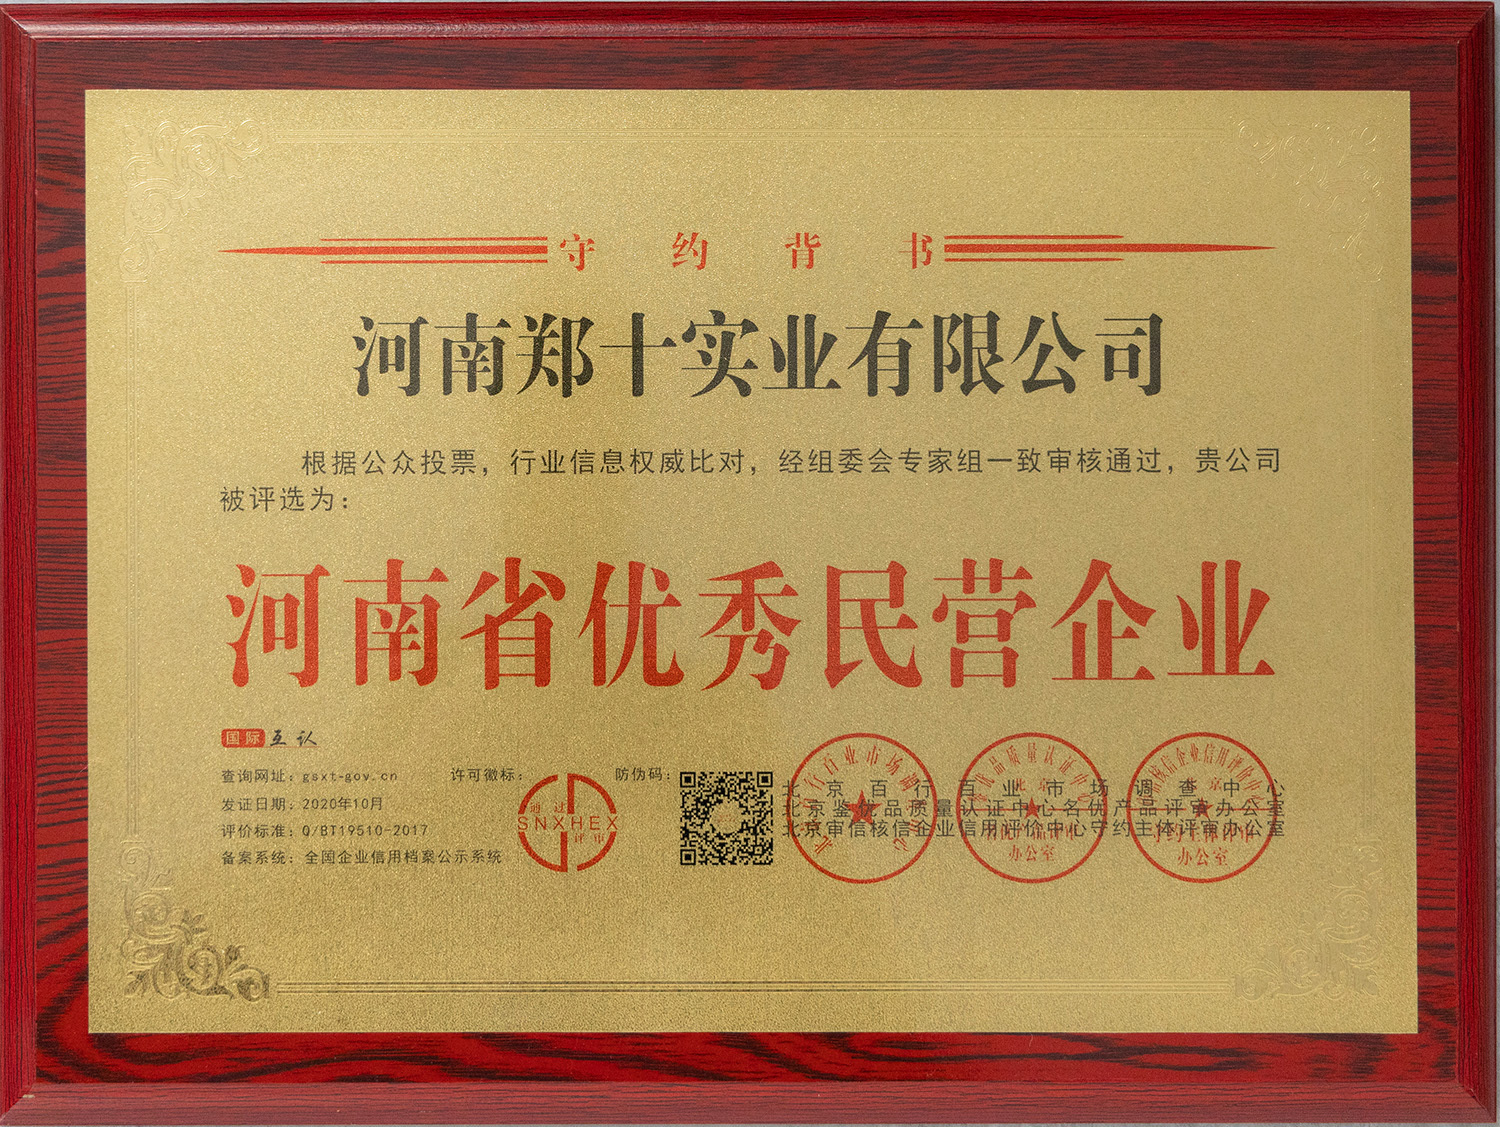 守约背书
河南郑十实业有限公司
根据公众投票，行业信息权威比对，经组委会专家组一致审核通过，贵公司
被评选为：
河南省优秀民营企业
国际互认
查询网址：gsxt-gov.cn
发证日期：2020年10月
评价标准：Q/BT19510-2017
备案系统：全国企业信用档案公示系统
许可徽标：
通过
SNXHEX
评审
防伪码：
北京百行百业市场调查中心
北京鉴优品质量认证中心名优产品评审办公室
北京审信核信企业信用评价中心守约主体评审办公室
办公室
办公室